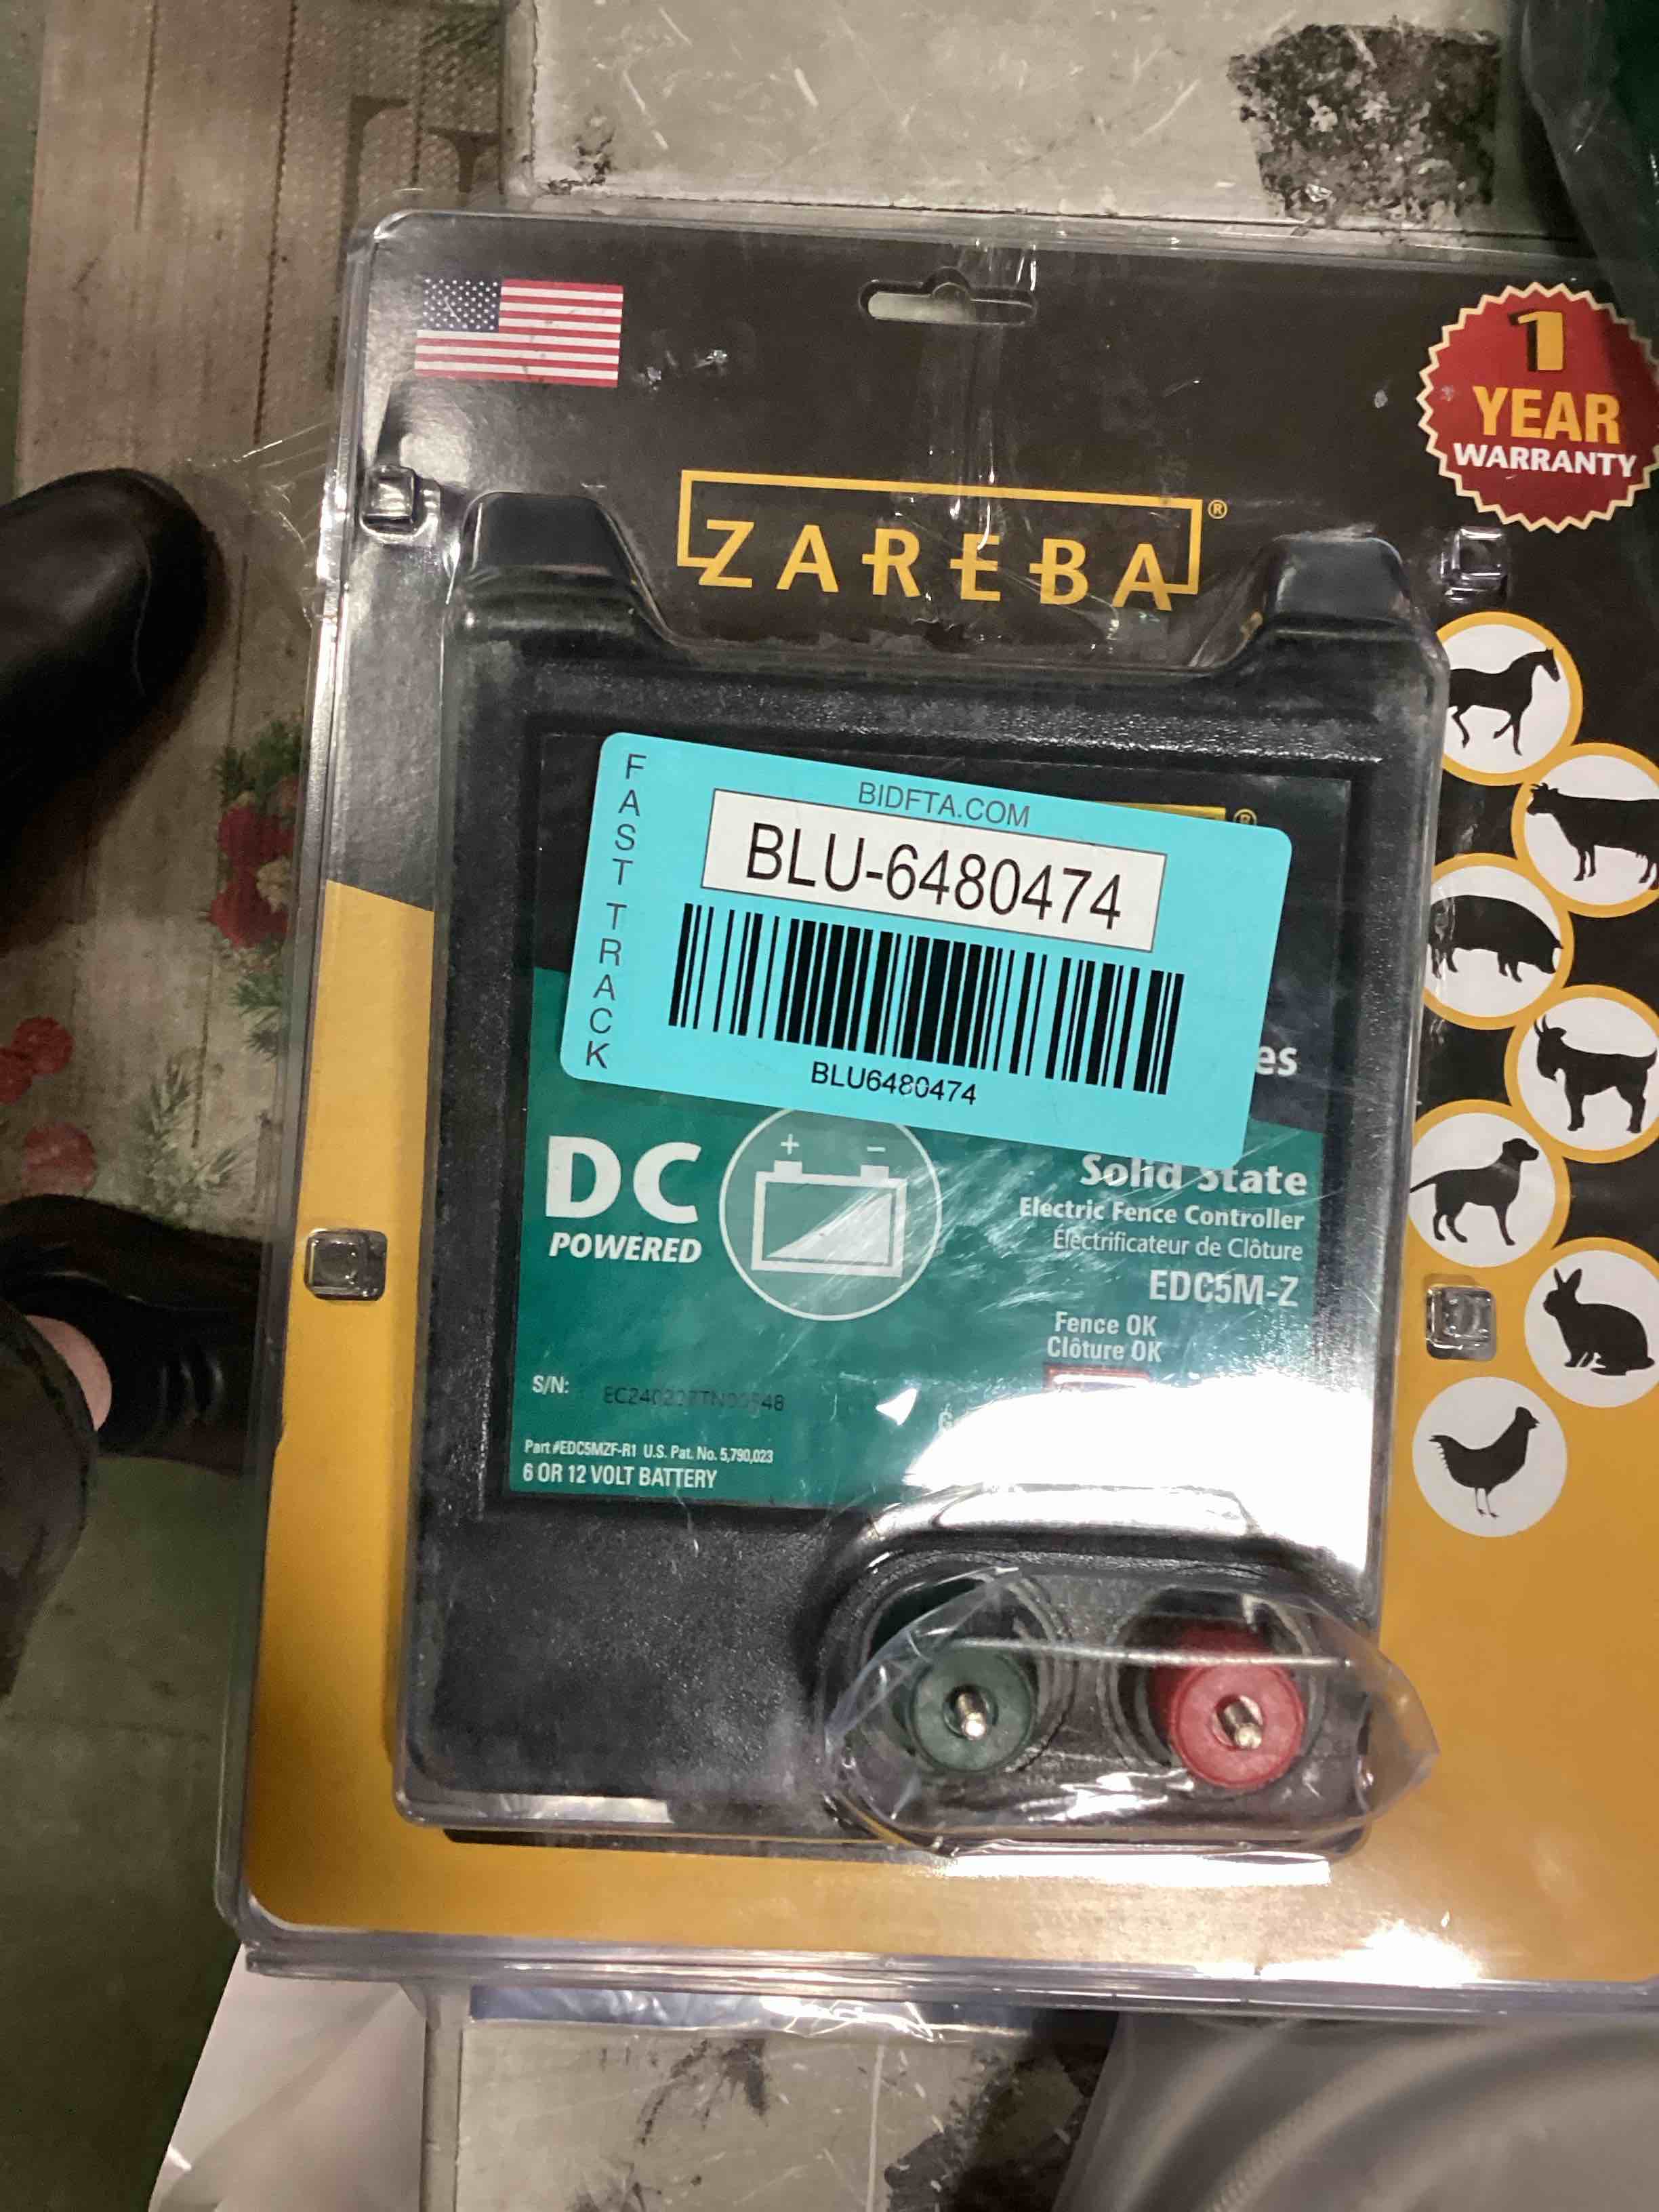 1
YEAR
WARRANTY
ZAREBA®
FAST TRACK
BIDFTA.COM
BLU-6480474
BLU6480474
®
es
DC
POWERED
+ −
Solid State
Electric Fence Controller
Électrificateur de Clôture
EDC5M-Z
Fence OK
Clôture OK
S/N:
Part #EDC5MZF-R1 U.S. Pat. No. 5,790,023
6 OR 12 VOLT BATTERY